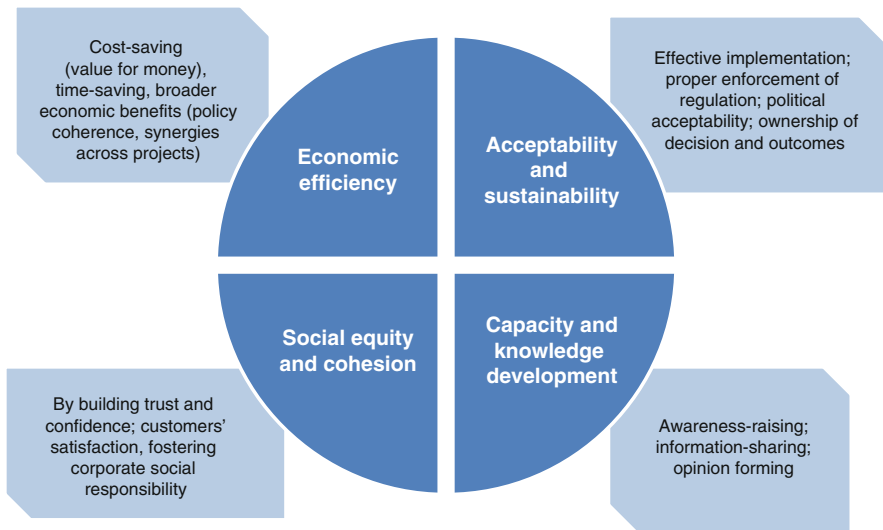 Cost-saving
(value for money),
time-saving, broader
economic benefits (policy
coherence, synergies
across projects)
Effective implementation;
proper enforcement of
regulation; political
acceptability; ownership of
decision and outcomes
Economic
efficiency
Acceptability
and
sustainability
Social equity
and cohesion
Capacity and
knowledge
development
By building trust and
confidence; customers’
satisfaction, fostering
corporate social
responsibility
Awareness-raising;
information-sharing;
opinion forming